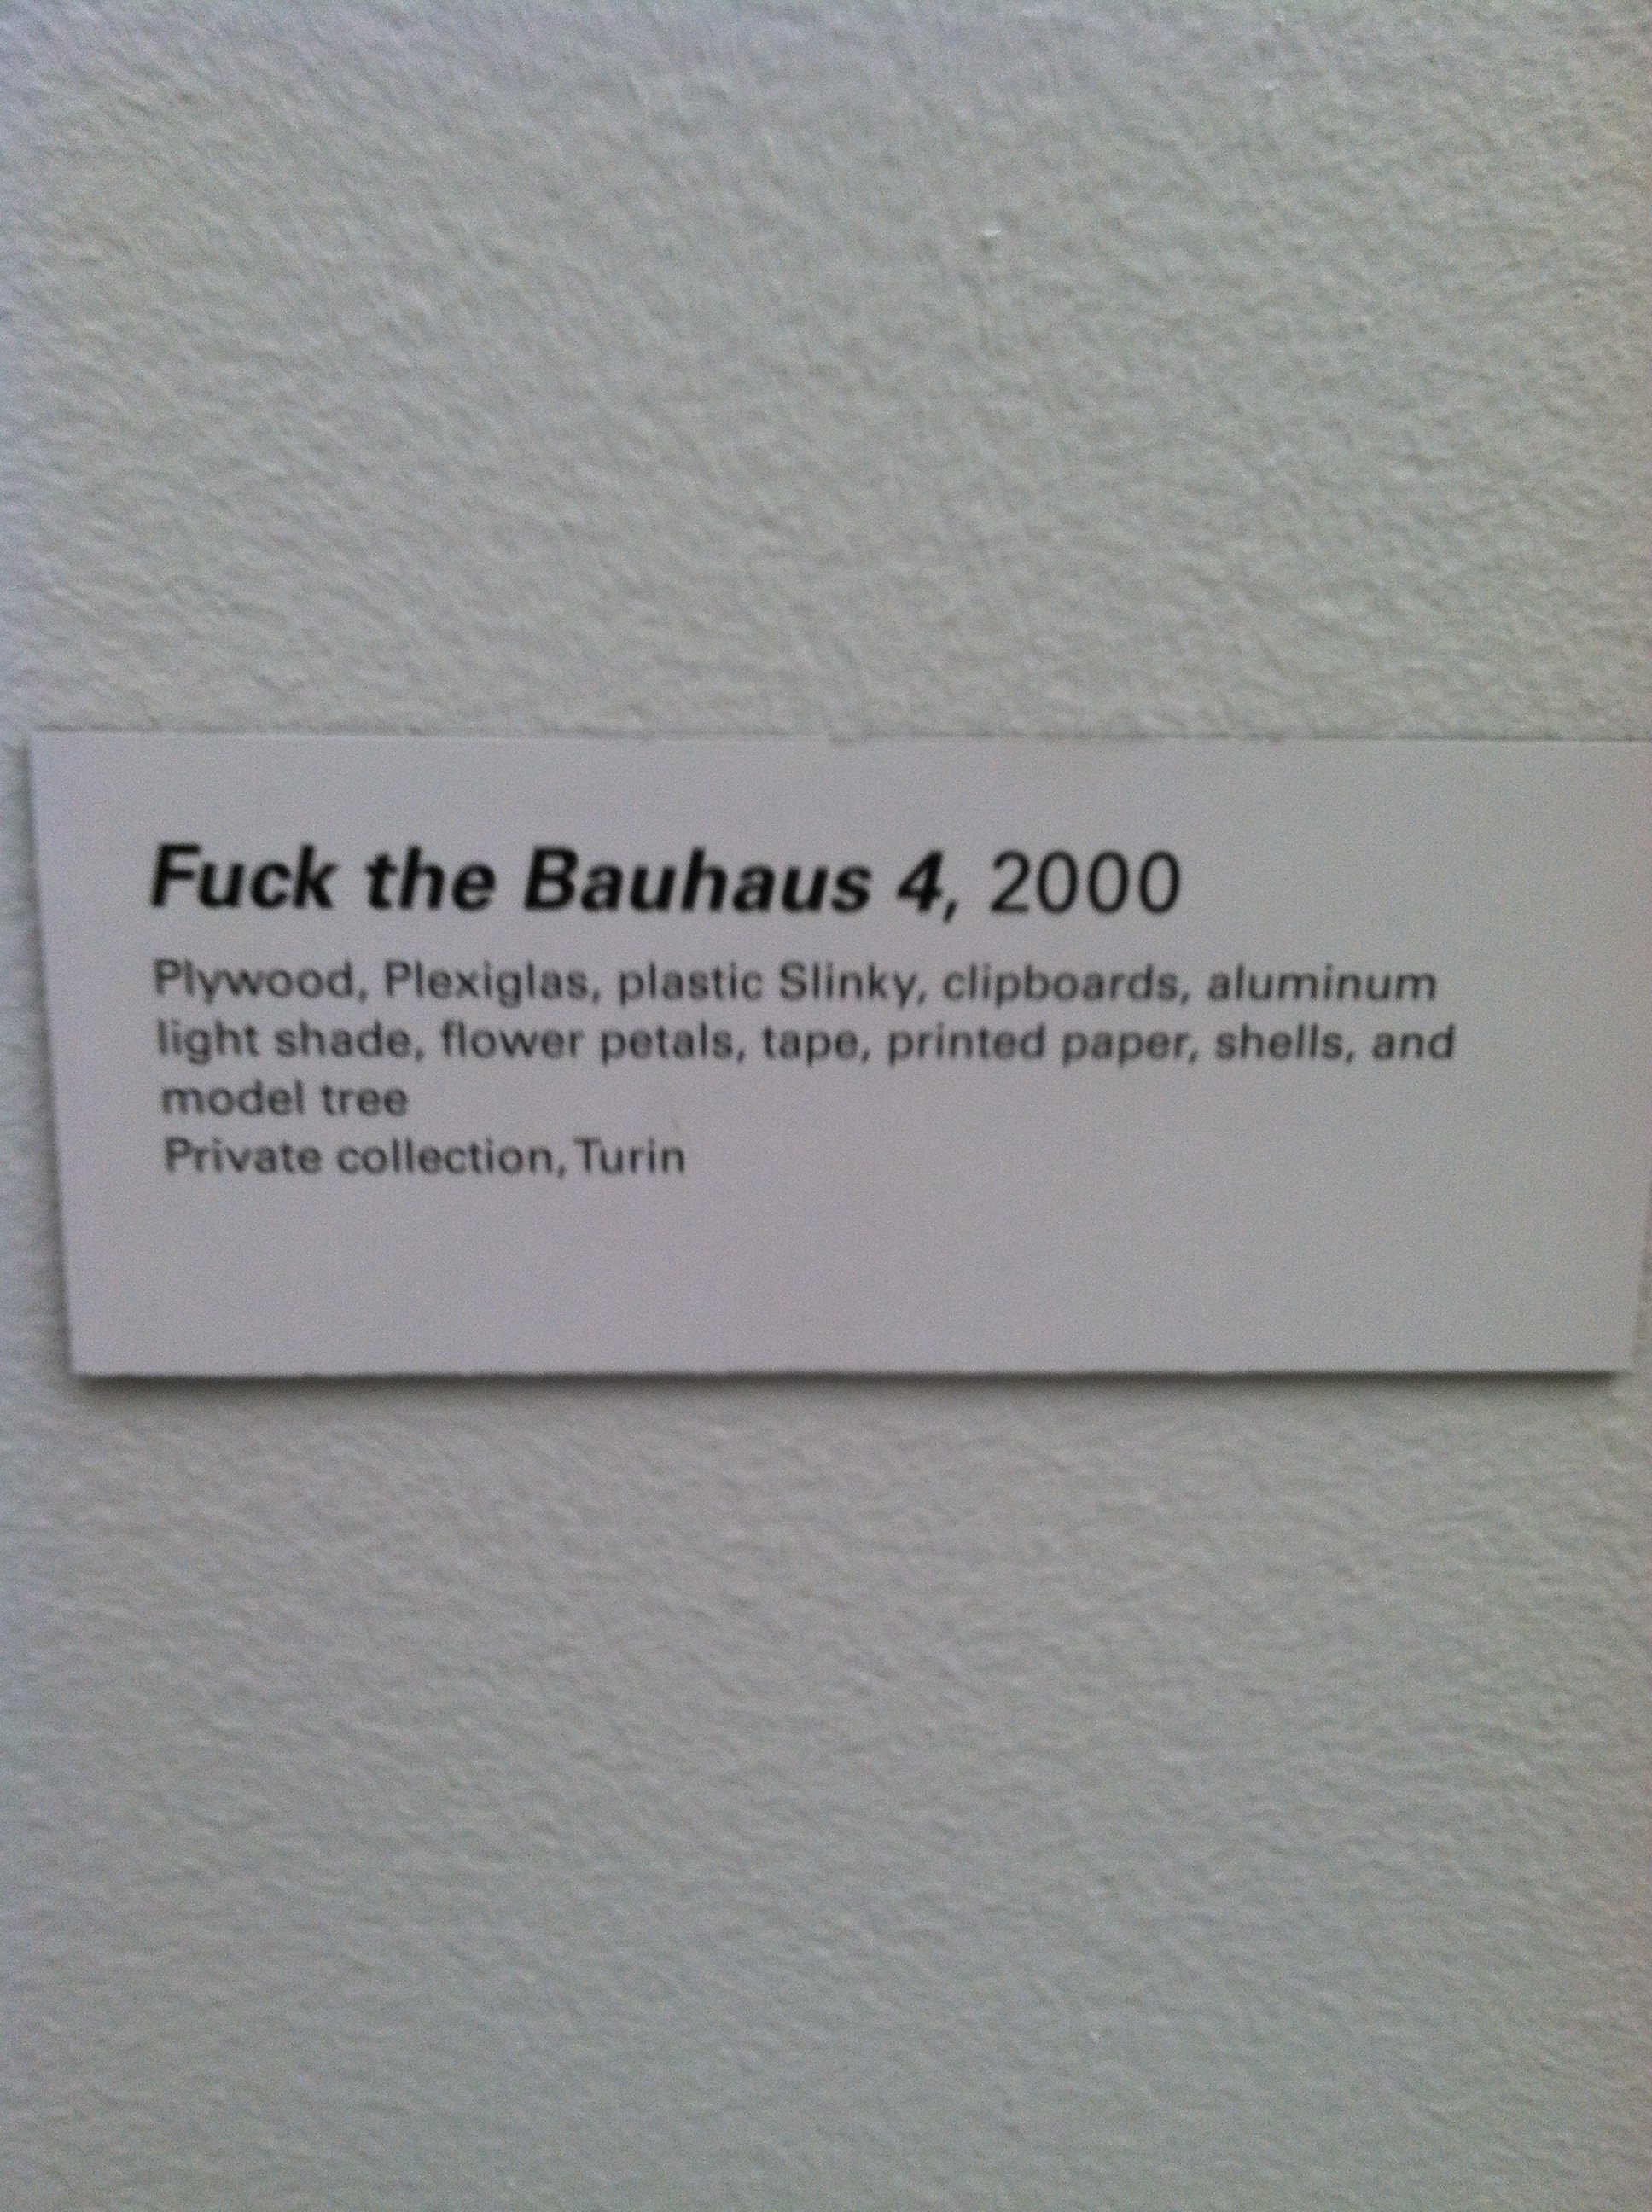 Fuck the Bauhaus 4, 2000
Plywood, Plexiglas, plastic Slinky, clipboards, aluminum
light shade, flower petals, tape, printed paper, shells, and
model tree
Private collection, Turin